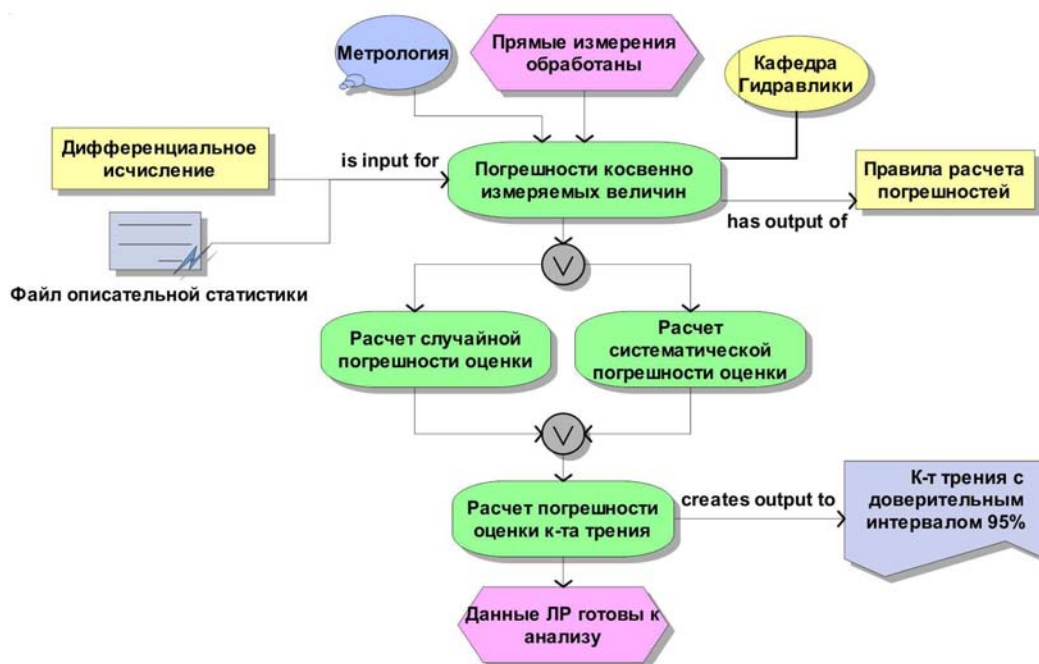 Метрология
Прямые измерения
обработаны
Кафедра
Гидравлики
Дифференциальное
исчисление
is input for
Погрешности косвенно
измеряемых величин
Правила расчета
погрешностей
has output of
Файл описательной статистики
V
Расчет случайной
погрешности оценки
Расчет
систематической
погрешности оценки
V
Расчет погрешности
оценки к-та трения
creates output to
К-т трения с
доверительным
интервалом 95%
Данные ЛР готовы к
анализу